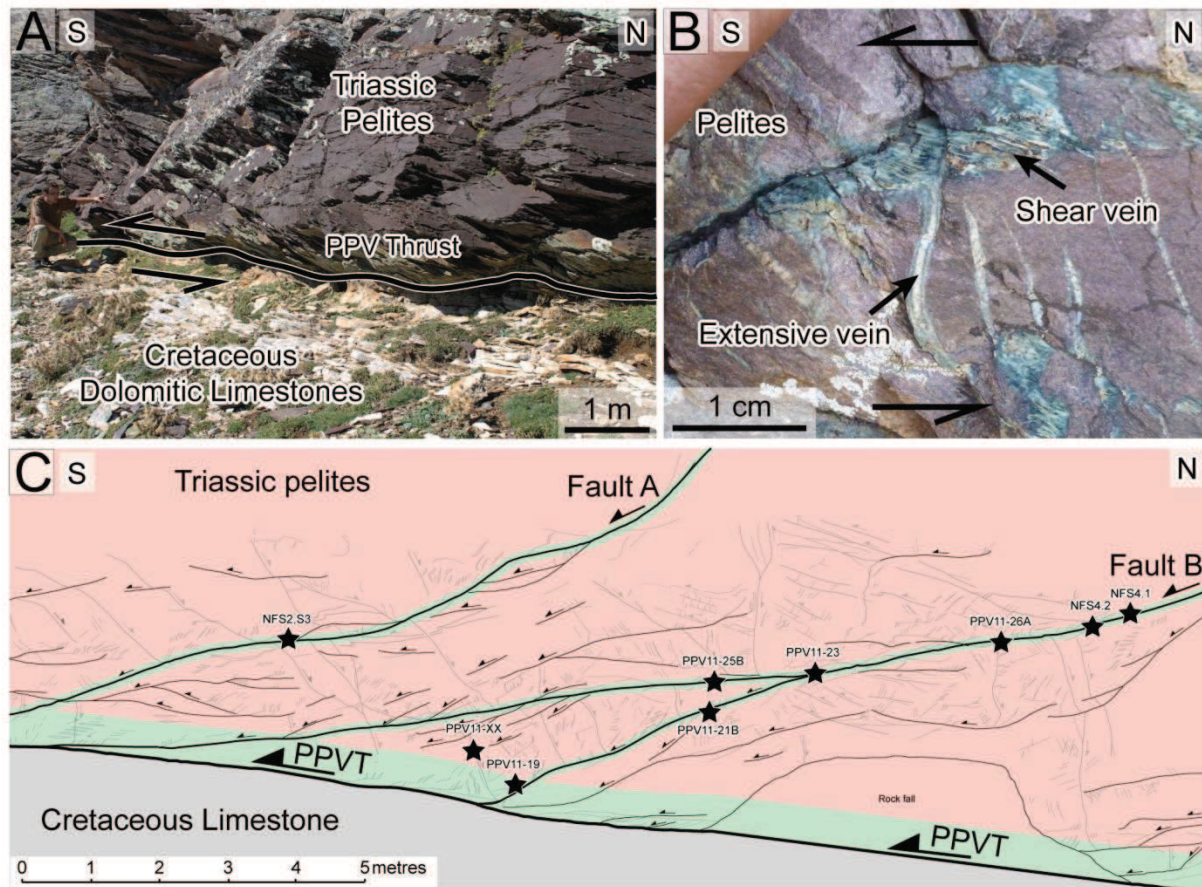 A S N
Triassic
Pelites
PPV Thrust
Cretaceous
Dolomitic Limestones
1 m
B S N
Pelites
Shear vein
Extensive vein
1 cm
C S N
Triassic pelites
Fault A
Fault B
NFS4.1
NFS4.2
NFS2,S3
PPV11-26A
PPV11-23
PPV11-25B
PPV11-21B
PPV11-XX
PPV11-19
PPVT
Rock fall
PPVT
Cretaceous Limestone
0 1 2 3 4 5 metres